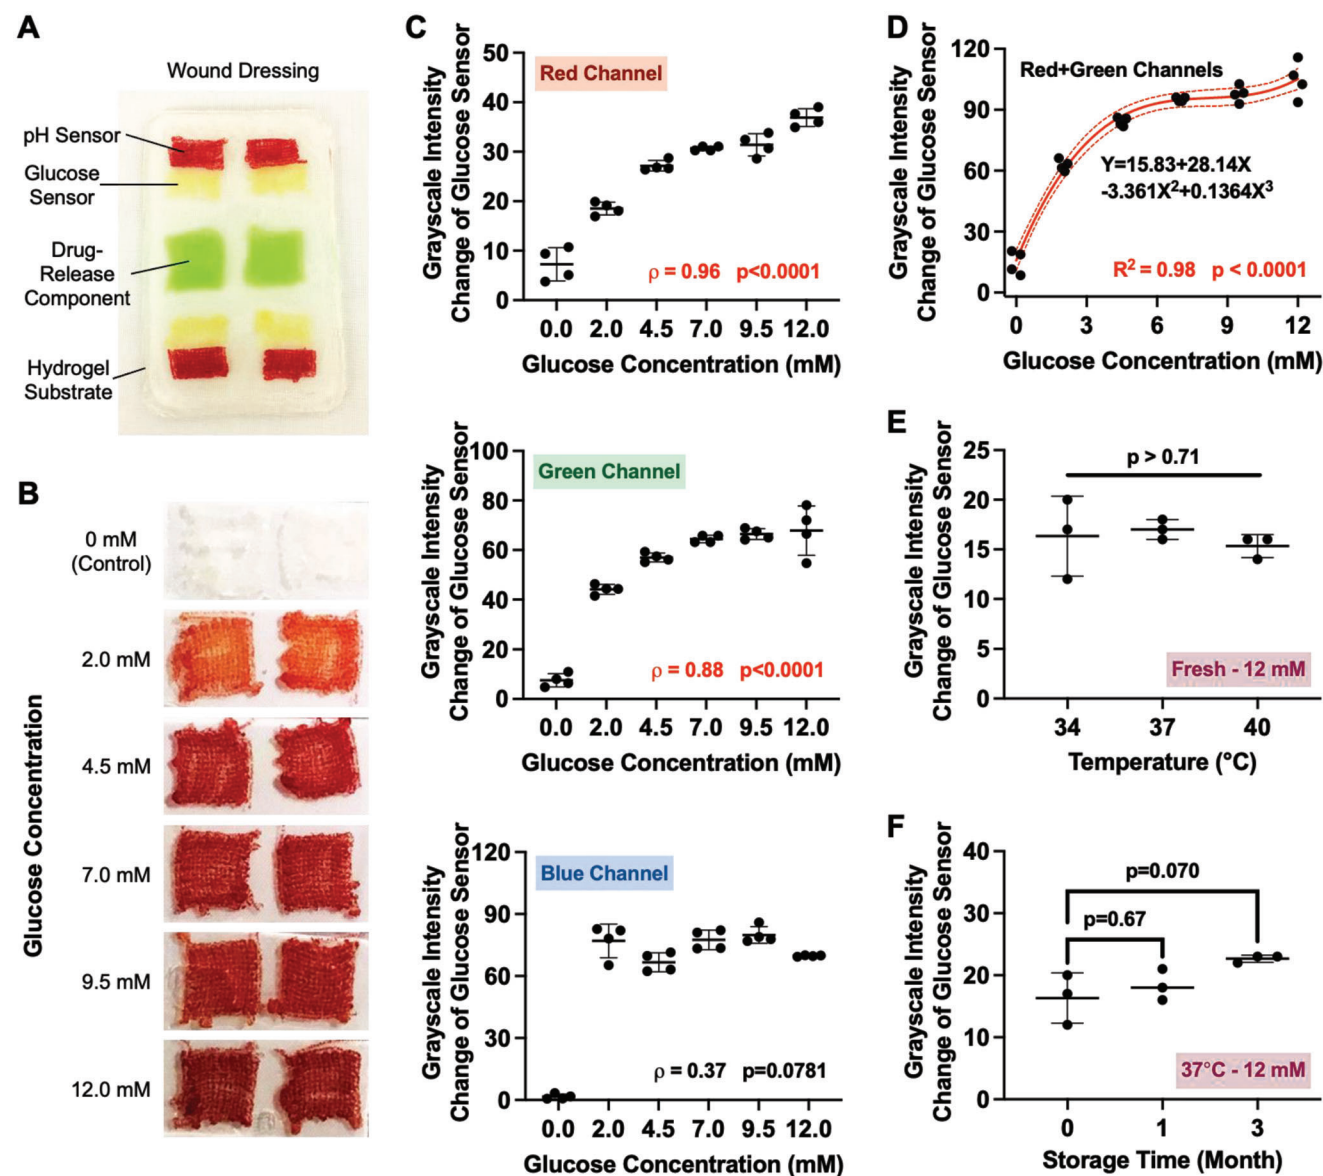 A
Wound Dressing
pH Sensor
Glucose
Sensor
Drug-
Release
Component
Hydrogel
Substrate
B
Glucose Concentration
0 mM
(Control)
2.0 mM
4.5 mM
7.0 mM
9.5 mM
12.0 mM
C
Grayscale Intensity
Change of Glucose Sensor
50
40
30
20
10
0
Red Channel
ρ = 0.96 p<0.0001
0.0 2.0 4.5 7.0 9.5 12.0
Glucose Concentration (mM)
Grayscale Intensity
Change of Glucose Sensor
100
80
60
40
20
0
Green Channel
ρ = 0.88 p<0.0001
0.0 2.0 4.5 7.0 9.5 12.0
Glucose Concentration (mM)
Grayscale Intensity
Change of Glucose Sensor
120
90
60
30
0
Blue Channel
ρ = 0.37 p=0.0781
0.0 2.0 4.5 7.0 9.5 12.0
Glucose Concentration (mM)
D
Grayscale Intensity
Change of Glucose Sensor
120
90
60
30
0
Red+Green Channels
Y=15.83+28.14X
-3.361X²+0.1364X³
R² = 0.98 p < 0.0001
0 3 6 9 12
Glucose Concentration (mM)
E
Grayscale Intensity
Change of Glucose Sensor
25
20
15
10
5
0
p > 0.71
Fresh - 12 mM
34 37 40
Temperature (°C)
F
Grayscale Intensity
Change of Glucose Sensor
40
30
20
10
0
p=0.070
p=0.67
37°C - 12 mM
0 1 3
Storage Time (Month)